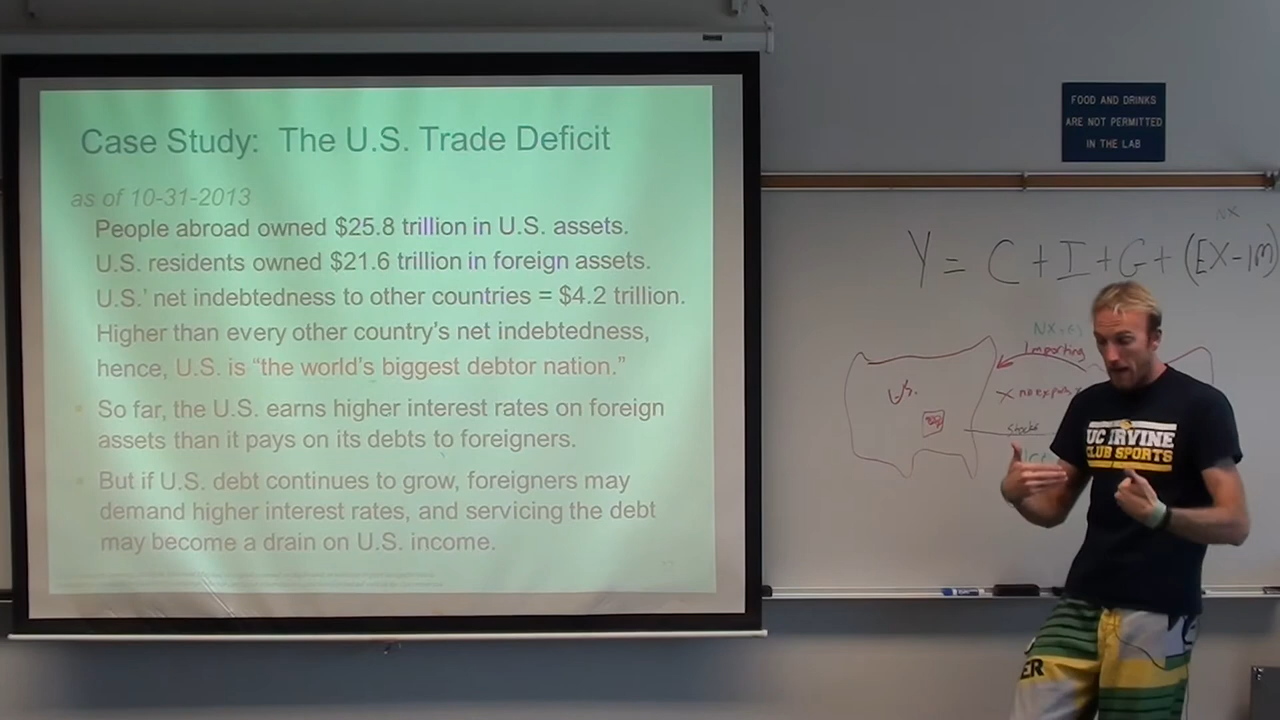 Case Study: The U.S. Trade Deficit
as of 10-31-2013
People abroad owned $25.8 trillion in U.S. assets.
U.S. residents owned $21.6 trillion in foreign assets.
U.S.' net indebtedness to other countries = $4.2 trillion.
Higher than every other country's net indebtedness,
hence, U.S. is "the world's biggest debtor nation."
So far, the U.S. earns higher interest rates on foreign
assets than it pays on its debts to foreigners.
But if U.S. debt continues to grow, foreigners may
demand higher interest rates, and servicing the debt
may become a drain on U.S. income.
FOOD AND DRINKS
ARE NOT PERMITTED
IN THE LAB
NX
Y = C + I + G + (EX - IM)
Importing
U.S.
Stocks
UC IRVINE
CLUB SPORTS
ER